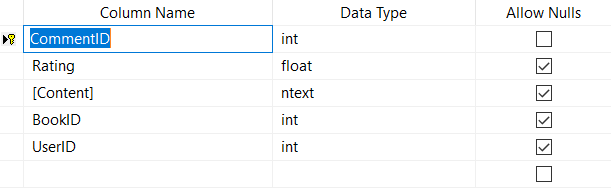 Column Name Data Type Allow Nulls
CommentID int
Rating float
[Content] ntext
BookID int
UserID int